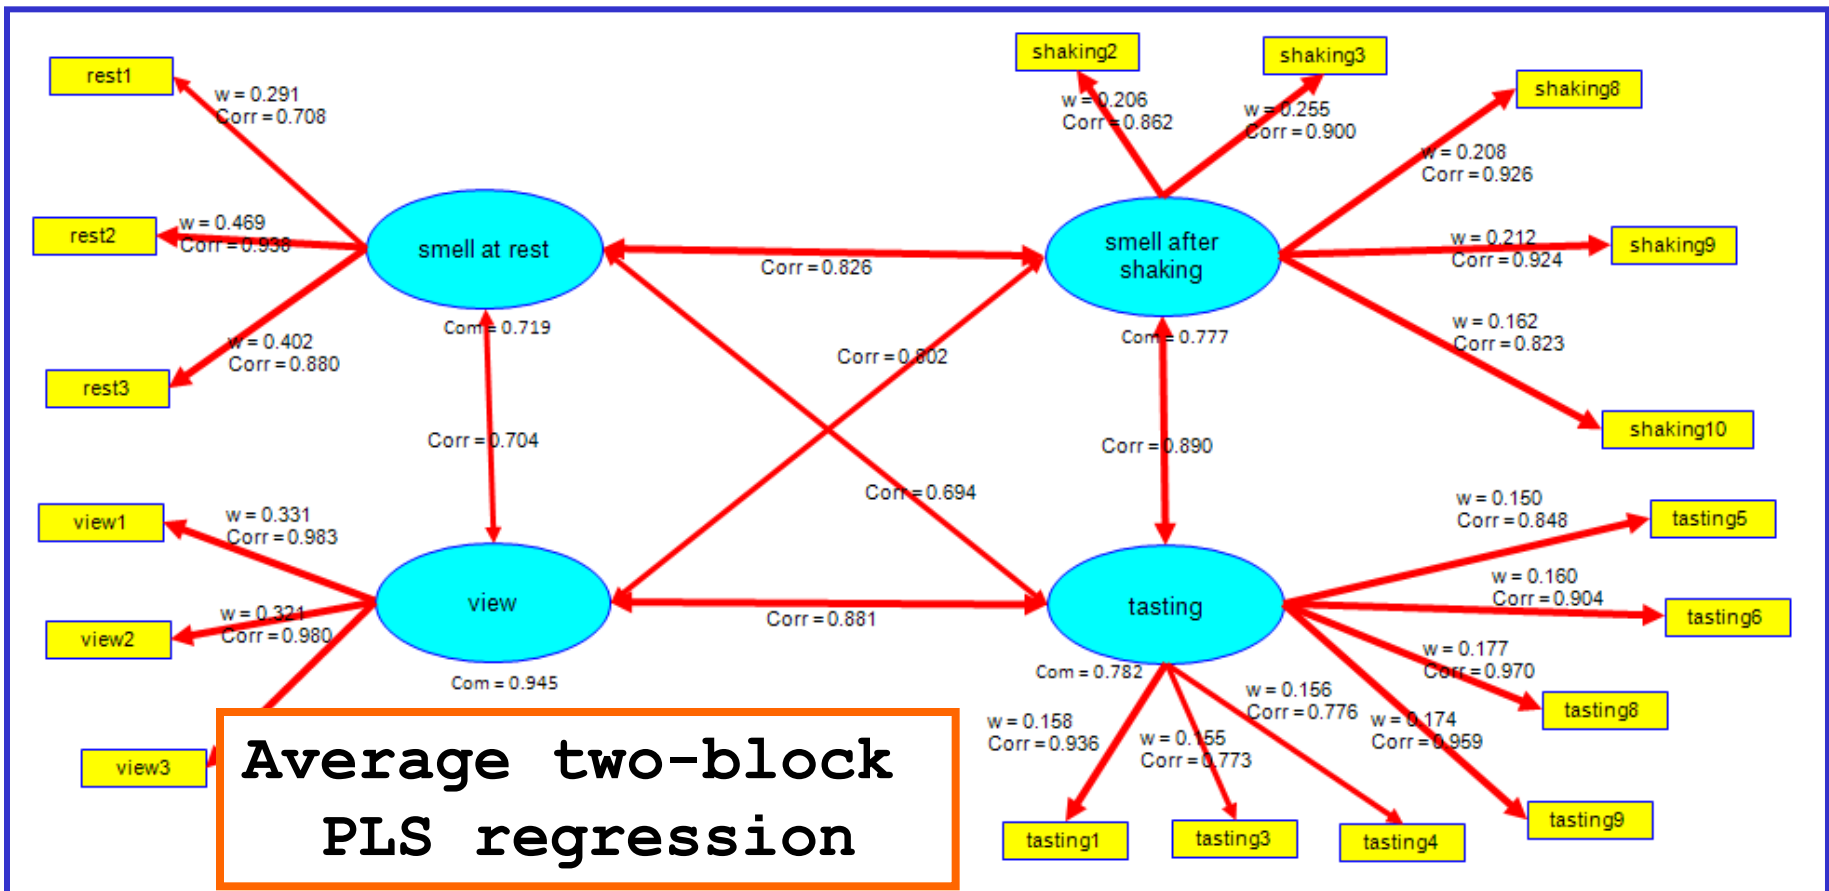 rest1
w = 0.291
Corr = 0.708
rest2
w = 0.469
Corr = 0.938
rest3
w = 0.402
Corr = 0.880
smell at rest
Com = 0.719
shaking2
w = 0.206
Corr = 0.862
shaking3
w = 0.255
Corr = 0.900
shaking8
w = 0.208
Corr = 0.926
shaking9
w = 0.212
Corr = 0.924
shaking10
w = 0.162
Corr = 0.823
smell after
shaking
Com = 0.777
Corr = 0.826
Corr = 0.802
Corr = 0.704
Corr = 0.890
Corr = 0.694
Corr = 0.881
view1
w = 0.331
Corr = 0.983
view2
w = 0.321
Corr = 0.980
view3
view
Com = 0.945
tasting
Com = 0.782
tasting5
w = 0.150
Corr = 0.848
tasting6
w = 0.160
Corr = 0.904
tasting8
w = 0.177
Corr = 0.970
tasting9
w = 0.174
Corr = 0.959
tasting4
w = 0.156
Corr = 0.776
tasting3
w = 0.155
Corr = 0.773
tasting1
w = 0.158
Corr = 0.936
Average two-block
PLS regression